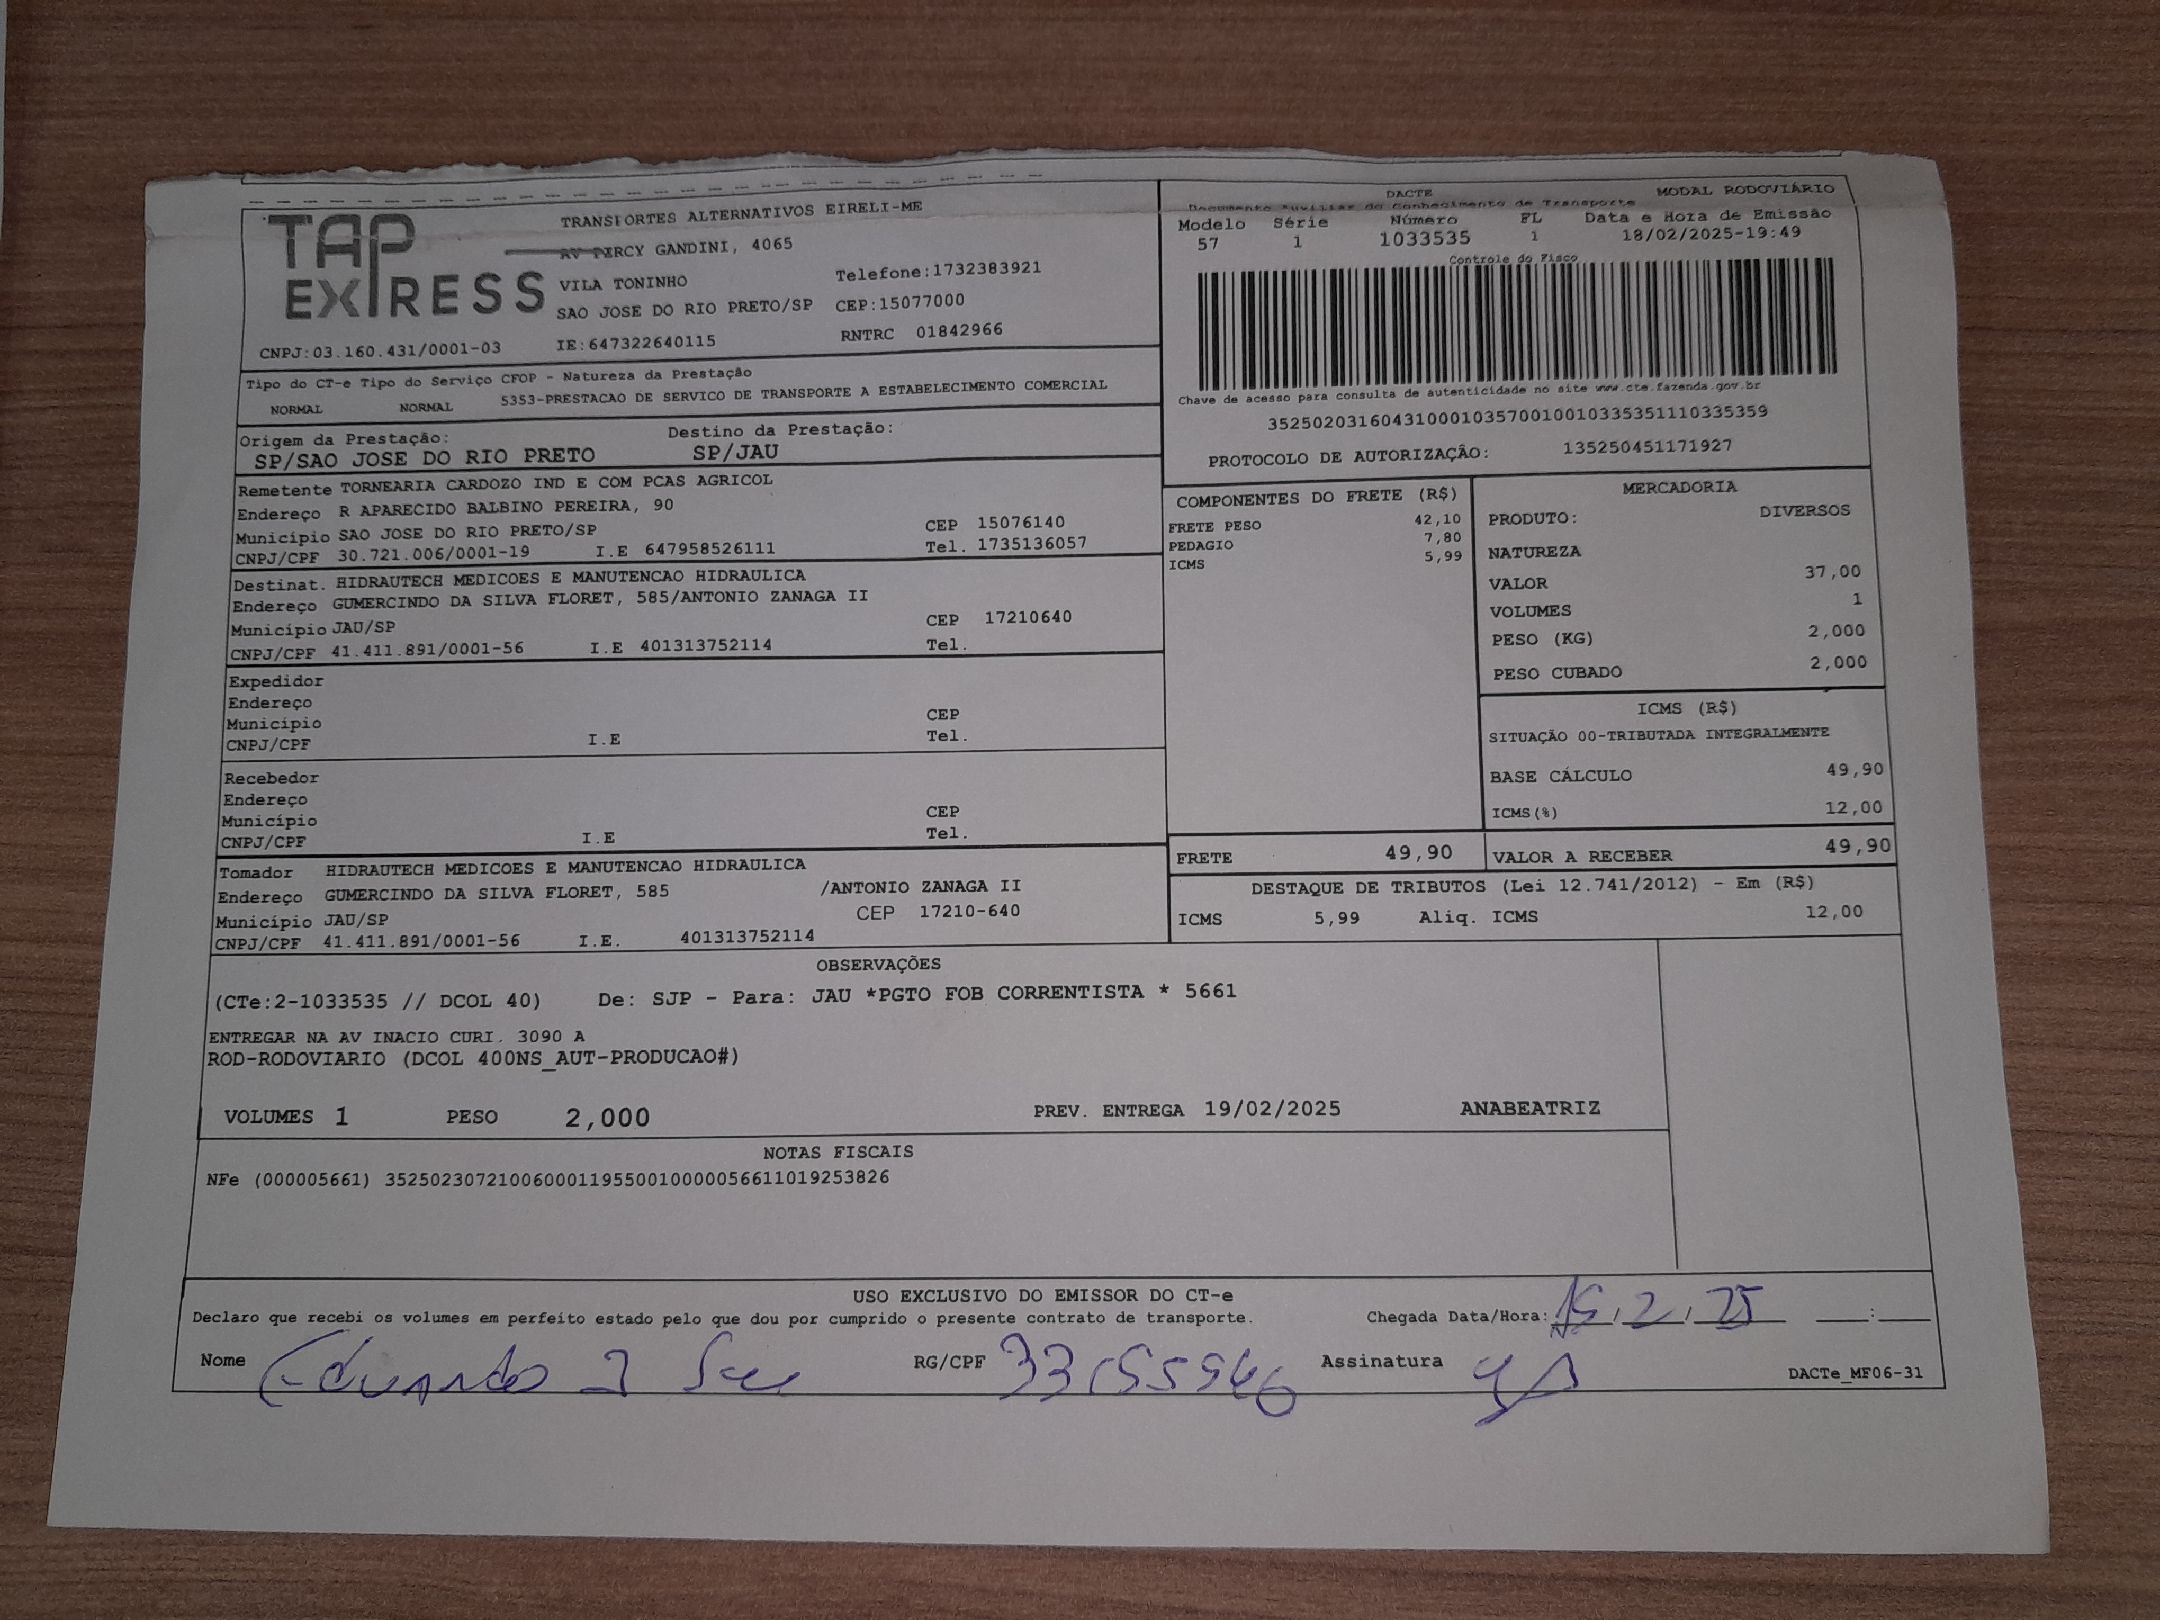 TAP EXPRESS
TRANSPORTES ALTERNATIVOS EIRELI-ME
AV PERCY GANDINI, 4065
VILA TONINHO Telefone:1732383921
SAO JOSE DO RIO PRETO/SP CEP:15077000
CNPJ:03.160.431/0001-03 IE:647322640115 RNTRC 01842966
DACTE MODAL RODOVIÁRIO
Documento Auxiliar do Conhecimento de Transporte
Modelo Série Número FL Data e Hora de Emissão
57 1 1033535 1 18/02/2025-19:49
Controle do Fisco
Chave de acesso para consulta de autenticidade no site www.cte.fazenda.gov.br
35250203160431000103570010010335351110335359
PROTOCOLO DE AUTORIZAÇÃO: 135250451171927
Tipo do CT-e Tipo do Serviço CFOP - Natureza da Prestação
NORMAL NORMAL 5353-PRESTACAO DE SERVICO DE TRANSPORTE A ESTABELECIMENTO COMERCIAL
Origem da Prestação: Destino da Prestação:
SP/SAO JOSE DO RIO PRETO SP/JAU
Remetente TORNEARIA CARDOZO IND E COM PCAS AGRICOL
Endereço R APARECIDO BALBINO PEREIRA, 90
Município SAO JOSE DO RIO PRETO/SP CEP 15076140
CNPJ/CPF 30.721.006/0001-19 I.E 647958526111 Tel. 1735136057
Destinat. HIDRAUTECH MEDICOES E MANUTENCAO HIDRAULICA
Endereço GUMERCINDO DA SILVA FLORET, 585/ANTONIO ZANAGA II
Município JAU/SP CEP 17210640
CNPJ/CPF 41.411.891/0001-56 I.E 401313752114 Tel.
Expedidor
Endereço
Município CEP
CNPJ/CPF I.E Tel.
Recebedor
Endereço
Município CEP
CNPJ/CPF I.E Tel.
Tomador HIDRAUTECH MEDICOES E MANUTENCAO HIDRAULICA
Endereço GUMERCINDO DA SILVA FLORET, 585 /ANTONIO ZANAGA II
Município JAU/SP CEP 17210-640
CNPJ/CPF 41.411.891/0001-56 I.E. 401313752114
COMPONENTES DO FRETE (R$)
FRETE PESO 42,10
PEDAGIO 7,80
ICMS 5,99
MERCADORIA
PRODUTO: DIVERSOS
NATUREZA
VALOR 37,00
VOLUMES 1
PESO (KG) 2,000
PESO CUBADO 2,000
ICMS (R$)
SITUAÇÃO 00-TRIBUTADA INTEGRALMENTE
BASE CÁLCULO 49,90
ICMS(%) 12,00
FRETE 49,90 VALOR A RECEBER 49,90
DESTAQUE DE TRIBUTOS (Lei 12.741/2012) - Em (R$)
ICMS 5,99 Aliq. ICMS 12,00
OBSERVAÇÕES
(CTe:2-1033535 // DCOL 40) De: SJP - Para: JAU *PGTO FOB CORRENTISTA * 5661
ENTREGAR NA AV INACIO CURI. 3090 A
ROD-RODOVIARIO (DCOL 400NS_AUT-PRODUCAO#)
VOLUMES 1 PESO 2,000 PREV. ENTREGA 19/02/2025 ANABEATRIZ
NOTAS FISCAIS
NFe (000005661) 35250230721006000119550010000056611019253826
USO EXCLUSIVO DO EMISSOR DO CT-e
Declaro que recebi os volumes em perfeito estado pelo que dou por cumprido o presente contrato de transporte. Chegada Data/Hora:
Nome Eduardo RG/CPF Assinatura
DACTe_MF06-31